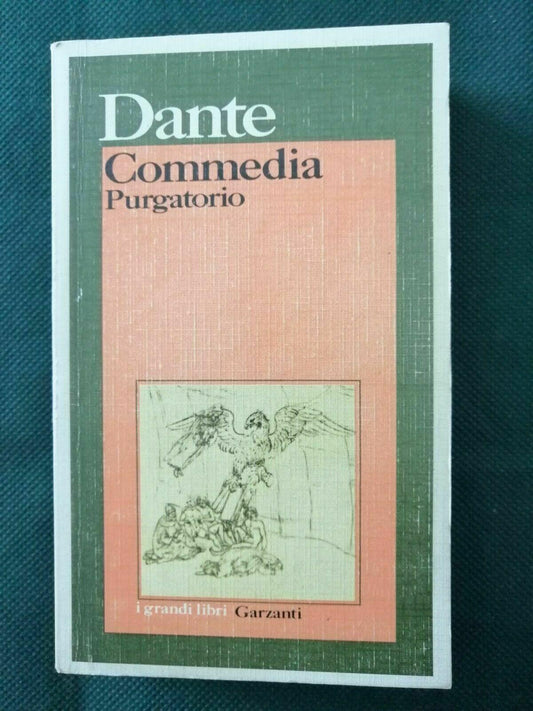 Dante
Commedia
Purgatorio
i grandi libri Garzanti